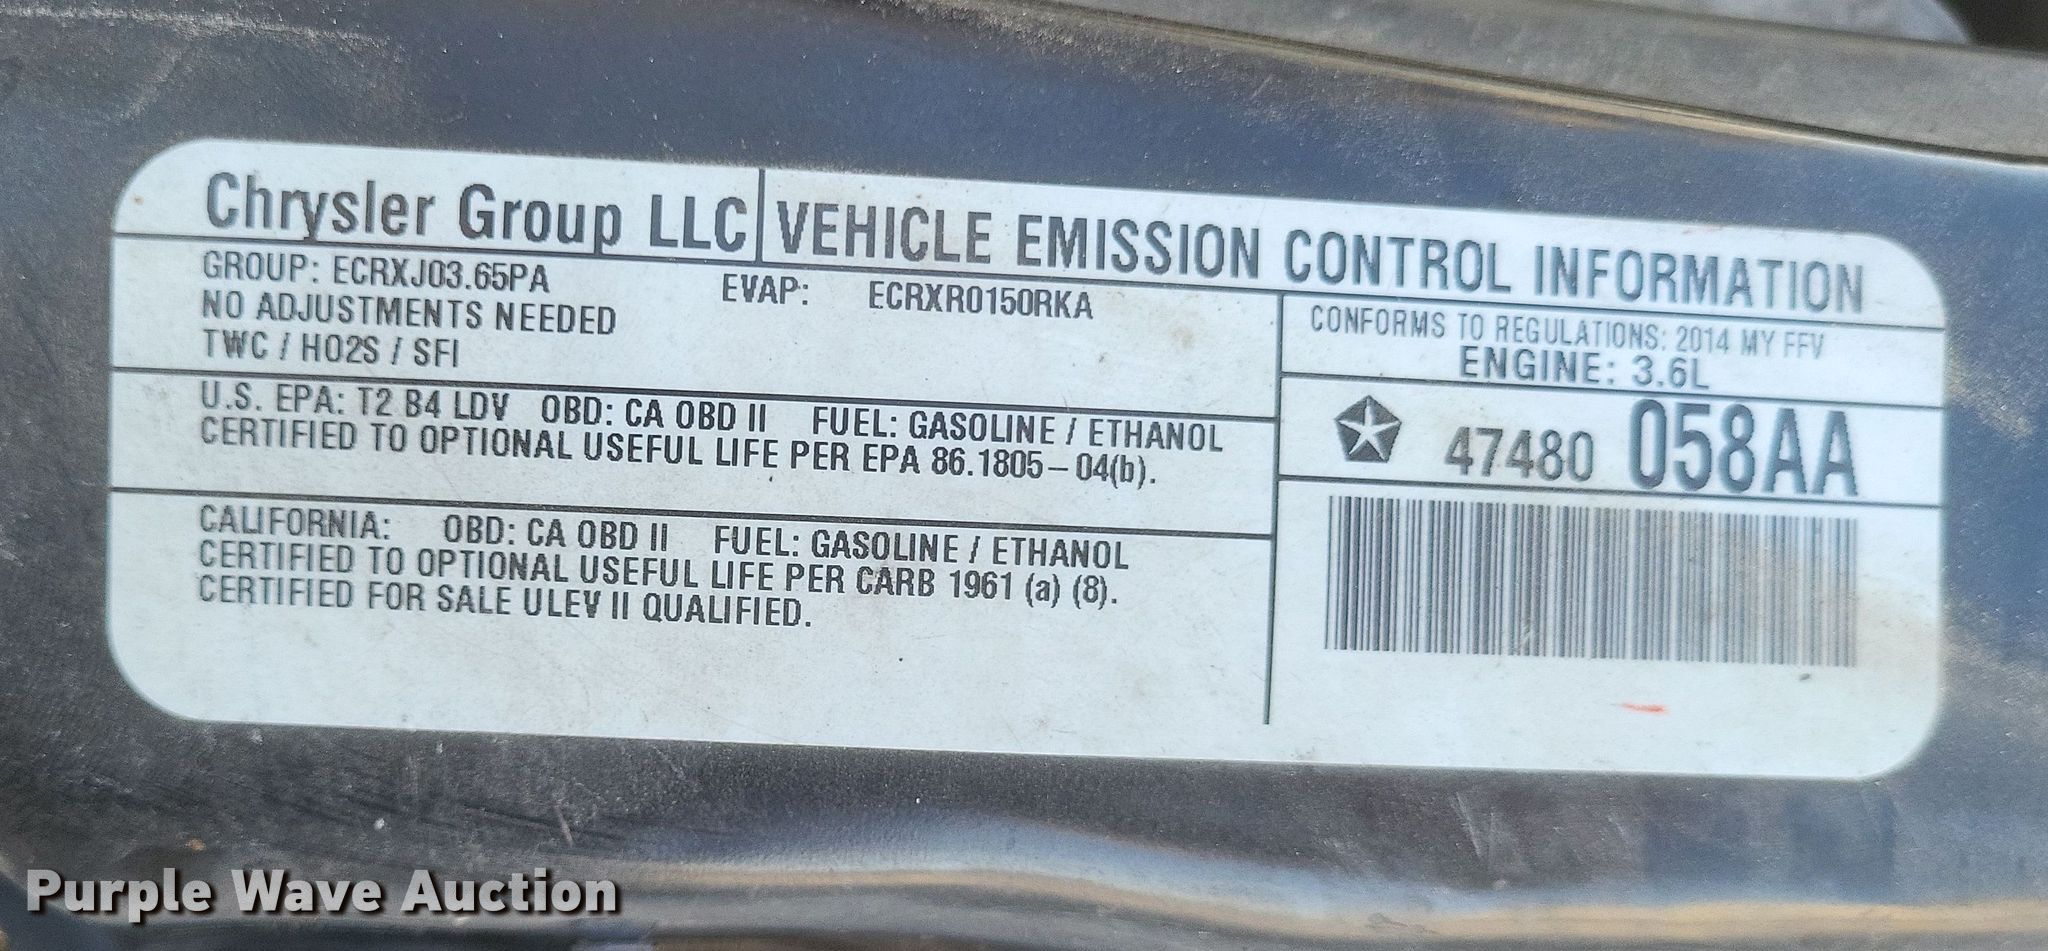 Chrysler Group LLC VEHICLE EMISSION CONTROL INFORMATION
GROUP: ECRXJ03.65PA EVAP: ECRXR0150RKA
NO ADJUSTMENTS NEEDED
TWC / HO2S / SFI
CONFORMS TO REGULATIONS: 2014 MY FFV
ENGINE: 3.6L
U.S. EPA: T2 B4 LDV OBD: CA OBD II FUEL: GASOLINE / ETHANOL
CERTIFIED TO OPTIONAL USEFUL LIFE PER EPA 86.1805-04(b).
47480 058AA
CALIFORNIA: OBD: CA OBD II FUEL: GASOLINE / ETHANOL
CERTIFIED TO OPTIONAL USEFUL LIFE PER CARB 1961 (a) (8).
CERTIFIED FOR SALE ULEV II QUALIFIED.
Purple Wave Auction